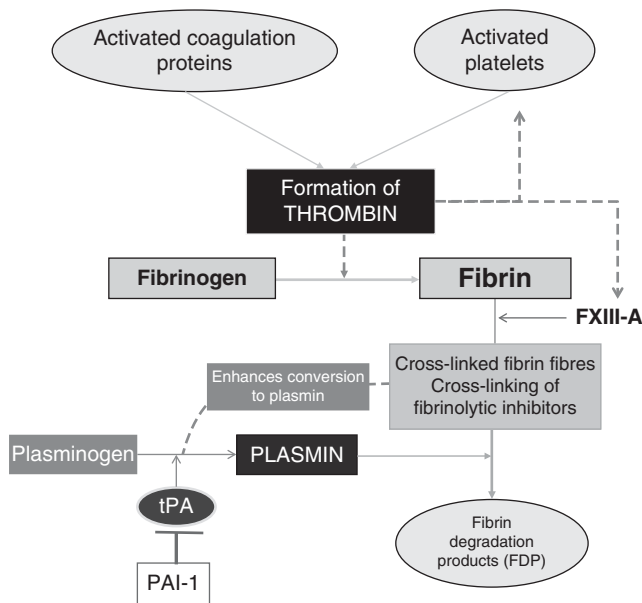 Activated coagulation
proteins
Activated
platelets
Formation of
THROMBIN
Fibrinogen
Fibrin
FXIII-A
Cross-linked fibrin fibres
Cross-linking of
fibrinolytic inhibitors
Enhances conversion
to plasmin
Plasminogen
PLASMIN
tPA
Fibrin
degradation
products (FDP)
PAI-1